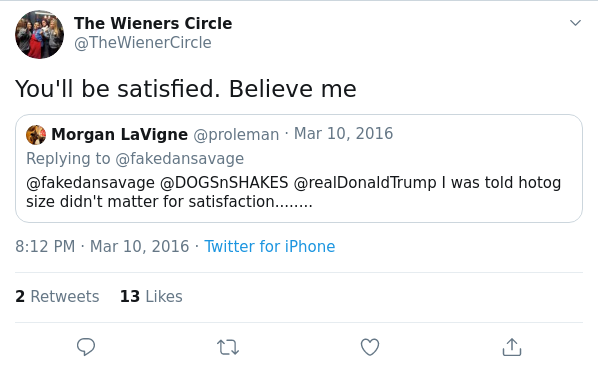 The Wieners Circle
@TheWienerCircle
You'll be satisfied. Believe me
Morgan LaVigne @proleman · Mar 10, 2016
Replying to @fakedansavage
@fakedansavage @DOGSnSHAKES @realDonaldTrump I was told hotog
size didn't matter for satisfaction........
8:12 PM · Mar 10, 2016 · Twitter for iPhone
2 Retweets 13 Likes